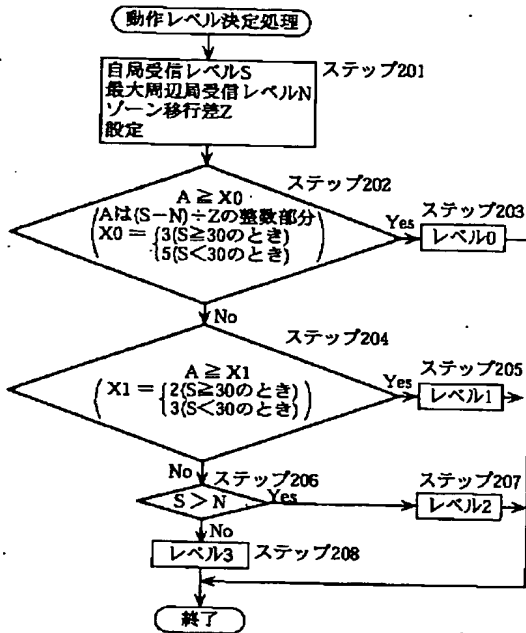 動作レベル決定処理
自局受信レベルS
最大周辺局受信レベルN
ゾーン移行差Z
設定
ステップ201
ステップ202
A ≧ X0
Aは(S−N)÷Zの整数部分
X0 = {3(S≧30のとき)
{5(S<30のとき)
Yes
ステップ203
レベル0
No
ステップ204
A ≧ X1
X1 = {2(S≧30のとき)
{3(S<30のとき)
Yes
ステップ205
レベル1
No
ステップ206
S > N
Yes
ステップ207
レベル2
No
レベル3
ステップ208
終了